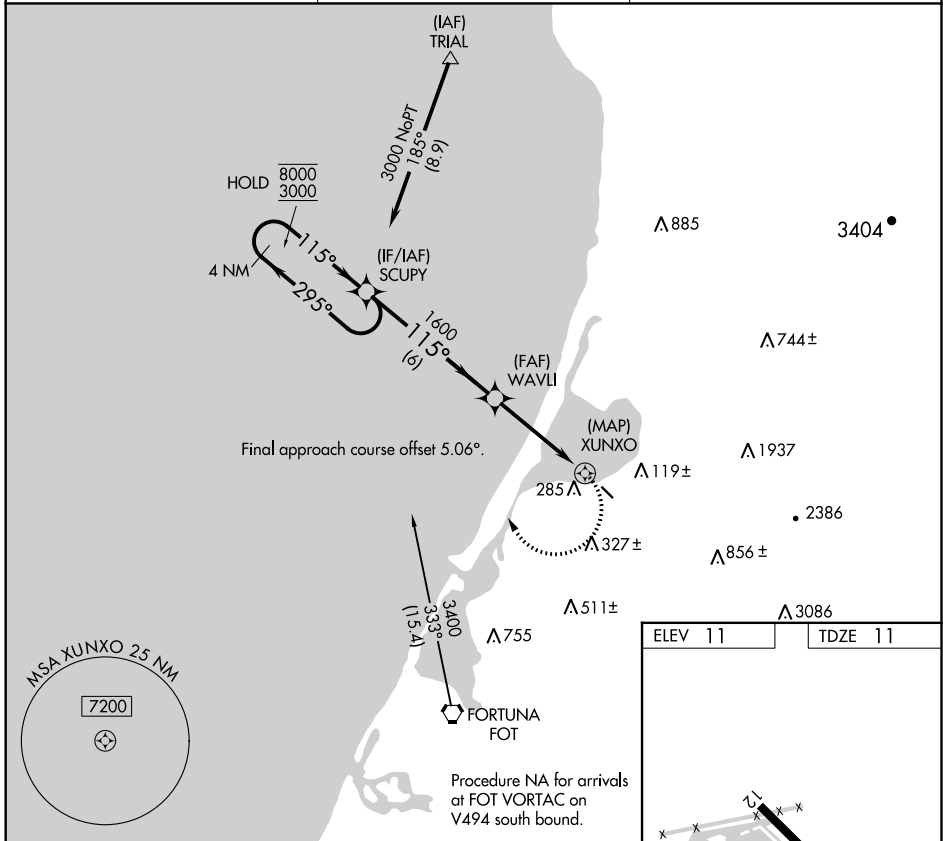 (IAF)
TRIAL
3000 NoPT
185°
(8.9)
HOLD
8000
3000
4 NM
115°
295°
(IF/IAF)
SCUPY
1600
115°
(6)
(FAF)
WAVLI
(MAP)
XUNXO
885
3404
744±
1937
119±
285
2386
327±
856±
511±
755
3086
Final approach course offset 5.06°.
3400
333°
(15.4)
FORTUNA
FOT
MSA XUNXO 25 NM
7200
Procedure NA for arrivals
at FOT VORTAC on
V494 south bound.
ELEV 11
TDZE 11
12
x x x x x